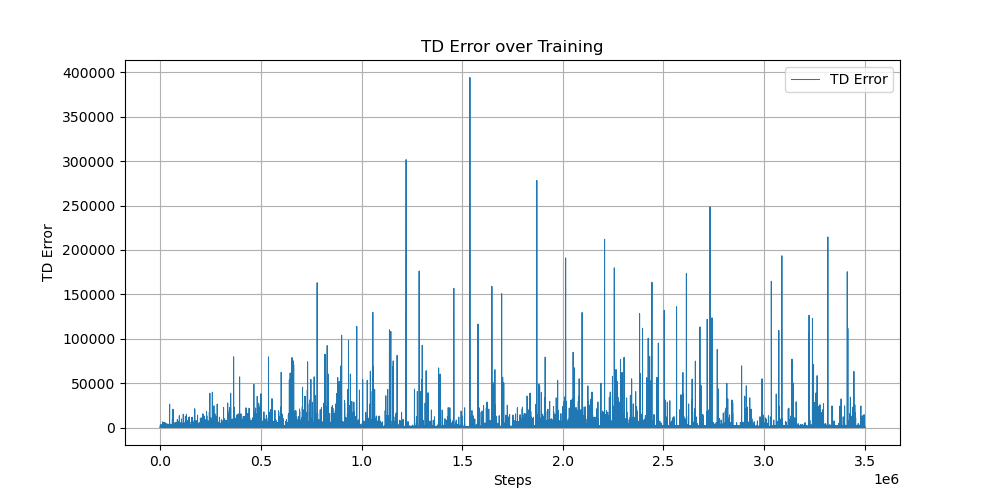 TD Error over Training
TD Error
400000
350000
300000
250000
200000
150000
100000
50000
0
TD Error
0.0 0.5 1.0 1.5 2.0 2.5 3.0 3.5
1e6
Steps